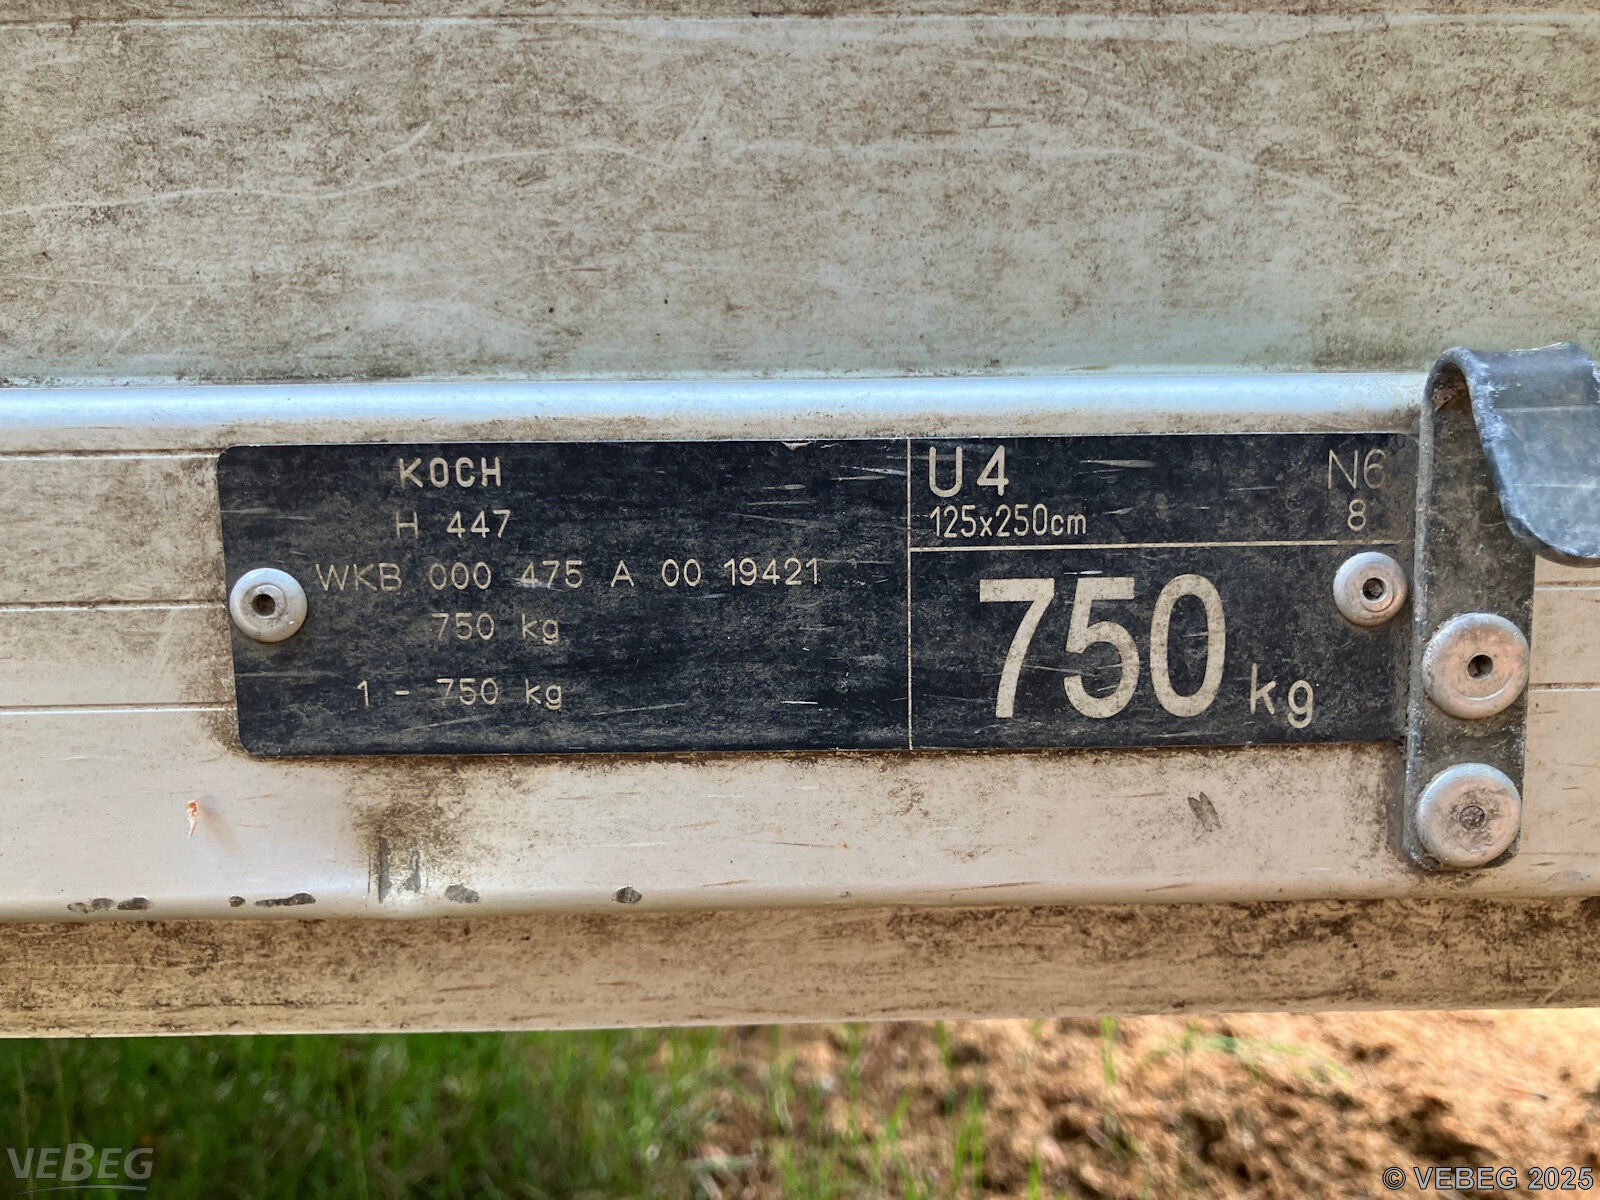 KOCH
H 447
WKB 000 475 A 00 19421
750 kg
1 - 750 kg
U4
125x250cm
N6
8
750 kg
VEBEG
© VEBEG 2025